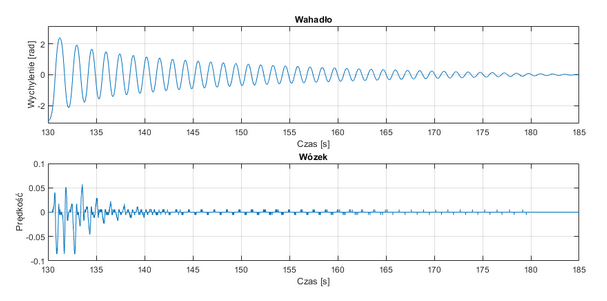 Wahadło
Wychylenie [rad]
2
0
-2
130 135 140 145 150 155 160 165 170 175 180 185
Czas [s]
Wózek
Prędkość
0.1
0.05
0
-0.05
-0.1
130 135 140 145 150 155 160 165 170 175 180 185
Czas [s]